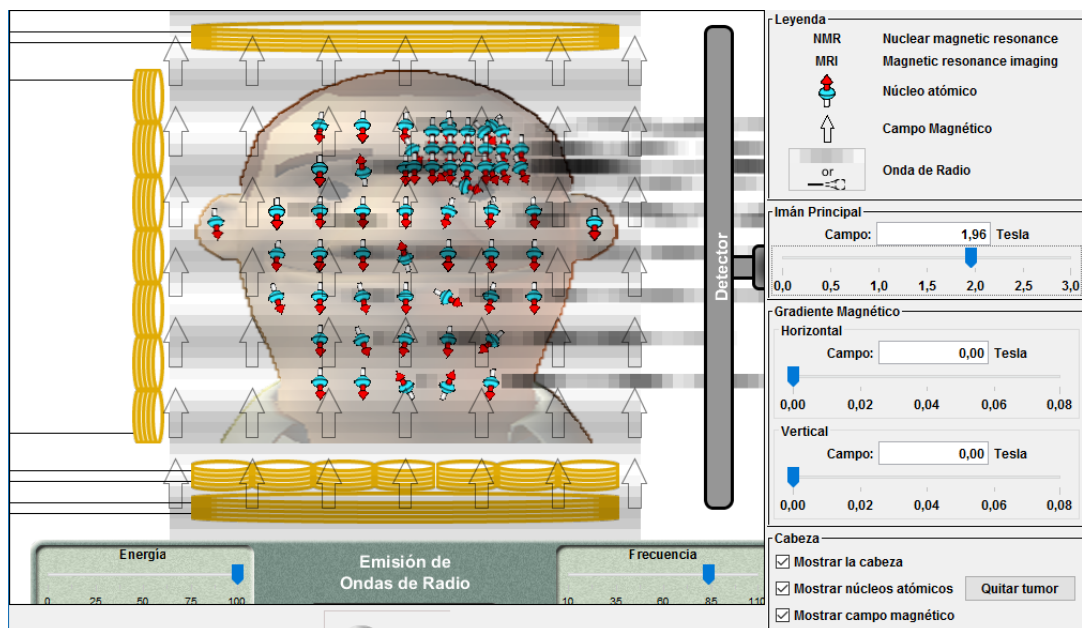 Leyenda
NMR Nuclear magnetic resonance
MRI Magnetic resonance imaging
Núcleo atómico
Campo Magnético
or Onda de Radio
Imán Principal
Campo: 1,96 Tesla
0,0 0,5 1,0 1,5 2,0 2,5 3,0
Gradiente Magnético
Horizontal
Campo: 0,00 Tesla
0,00 0,02 0,04 0,06 0,08
Vertical
Campo: 0,00 Tesla
0,00 0,02 0,04 0,06 0,08
Cabeza
Mostrar la cabeza
Mostrar núcleos atómicos Quitar tumor
Mostrar campo magnético
Detector
Energía
0 25 50 75 100
Emisión de
Ondas de Radio
Frecuencia
10 35 60 85 110